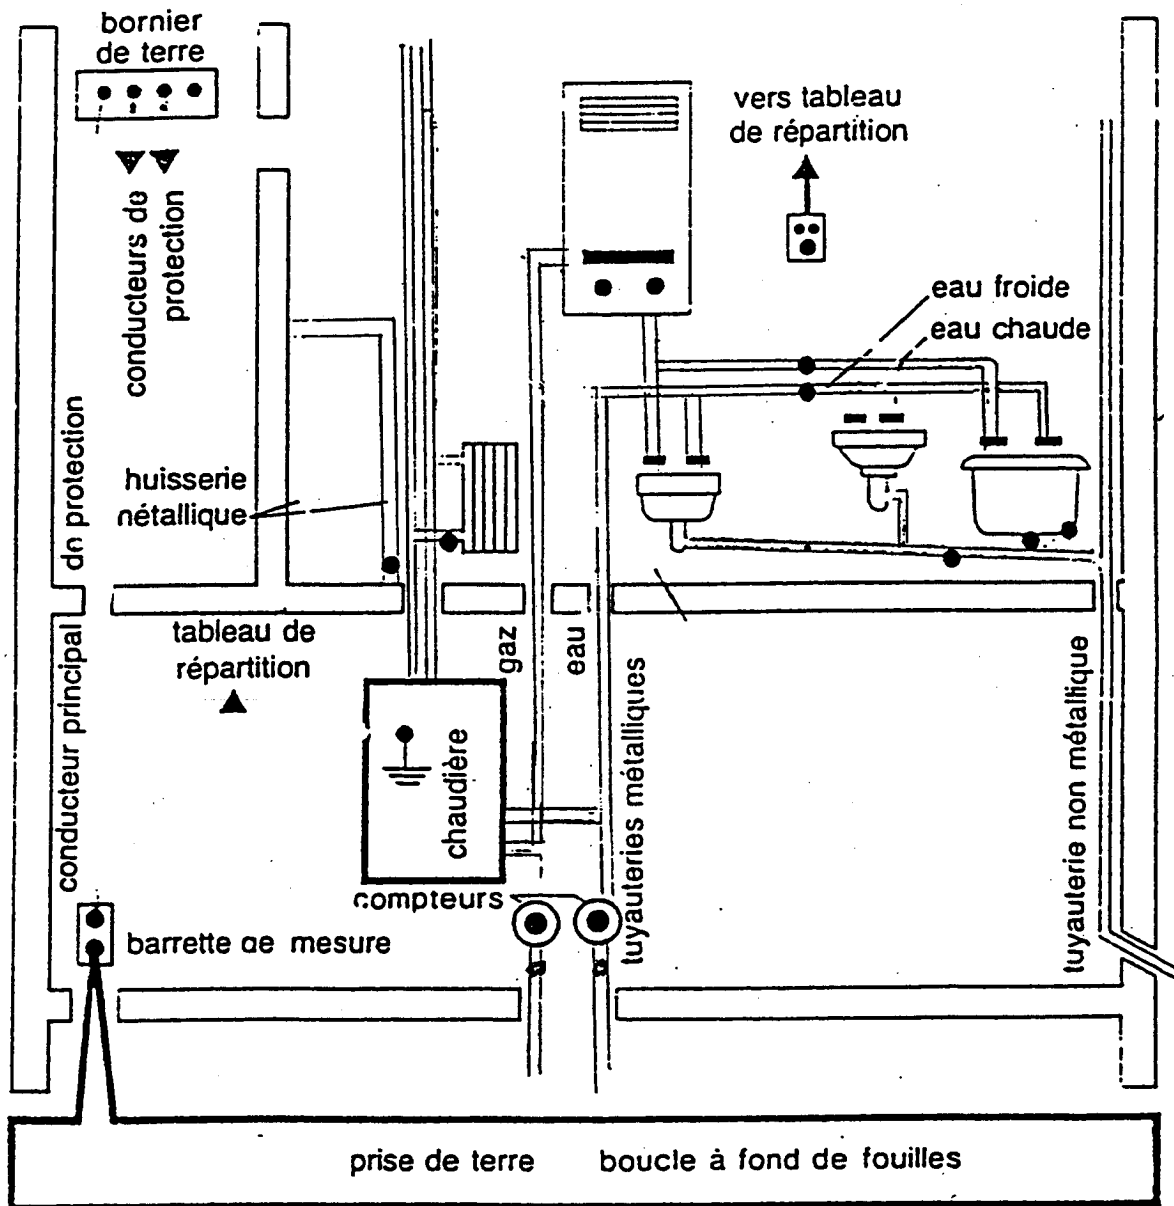 bornier
de terre
vers tableau
de répartition
conducteurs de
protection
eau froide
eau chaude
huisserie
nétallique
conducteur principal dn protection
tableau de
répartition
gaz
eau
tuyauteries métalliques
tuyauterie non métallique
chaudière
compteurs
barrette de mesure
prise de terre boucle à fond de fouilles